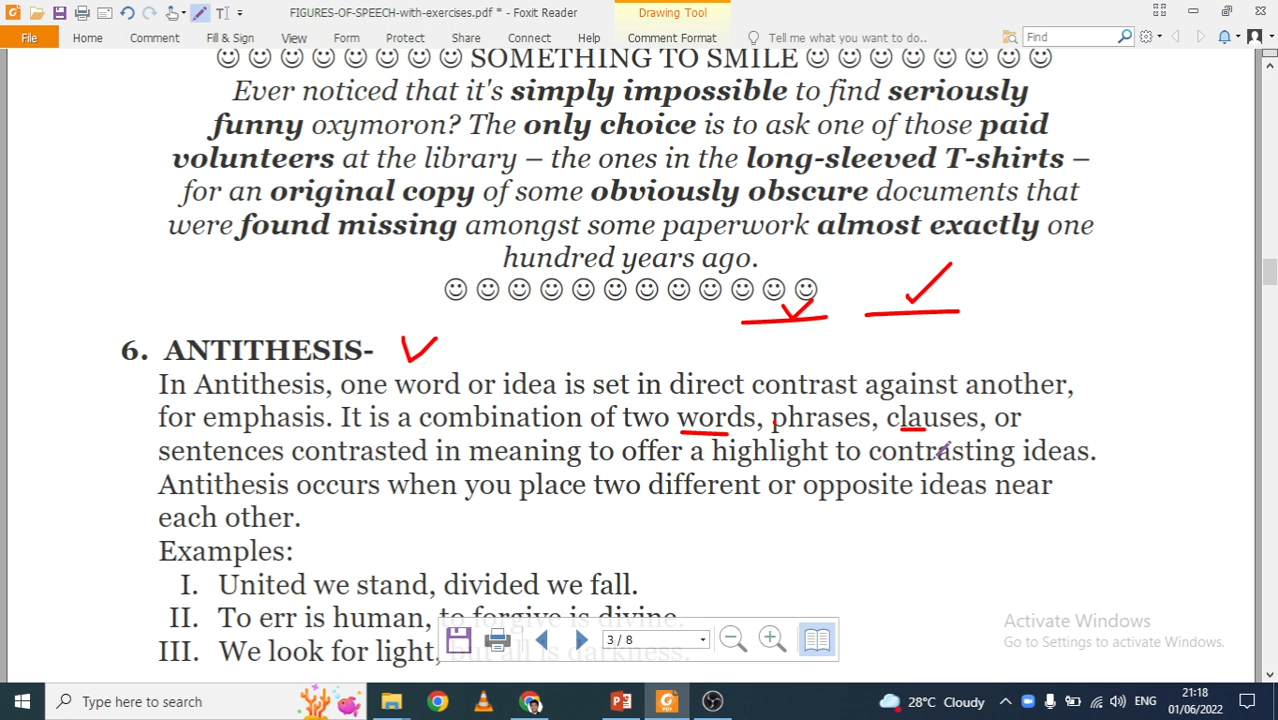 FIGURES-OF-SPEECH-with-exercises.pdf * - Foxit Reader
Drawing Tool
File Home Comment Fill & Sign View Form Protect Share Connect Help Comment Format Tell me what you want to do.. Find
☺☺☺☺☺☺☺ SOMETHING TO SMILE ☺☺☺☺☺☺☺
Ever noticed that it's simply impossible to find seriously
funny oxymoron? The only choice is to ask one of those paid
volunteers at the library – the ones in the long-sleeved T-shirts –
for an original copy of some obviously obscure documents that
were found missing amongst some paperwork almost exactly one
hundred years ago.
☺☺☺☺☺☺☺☺☺☺☺☺
6. ANTITHESIS-
In Antithesis, one word or idea is set in direct contrast against another,
for emphasis. It is a combination of two words, phrases, clauses, or
sentences contrasted in meaning to offer a highlight to contrasting ideas.
Antithesis occurs when you place two different or opposite ideas near
each other.
Examples:
I. United we stand, divided we fall.
II. To err is human, to forgive is divine.
III. We look for light, but all is darkness.
3 / 8
Activate Windows
Go to Settings to activate Windows.
Type here to search
28°C Cloudy
ENG
21:18
01/06/2022